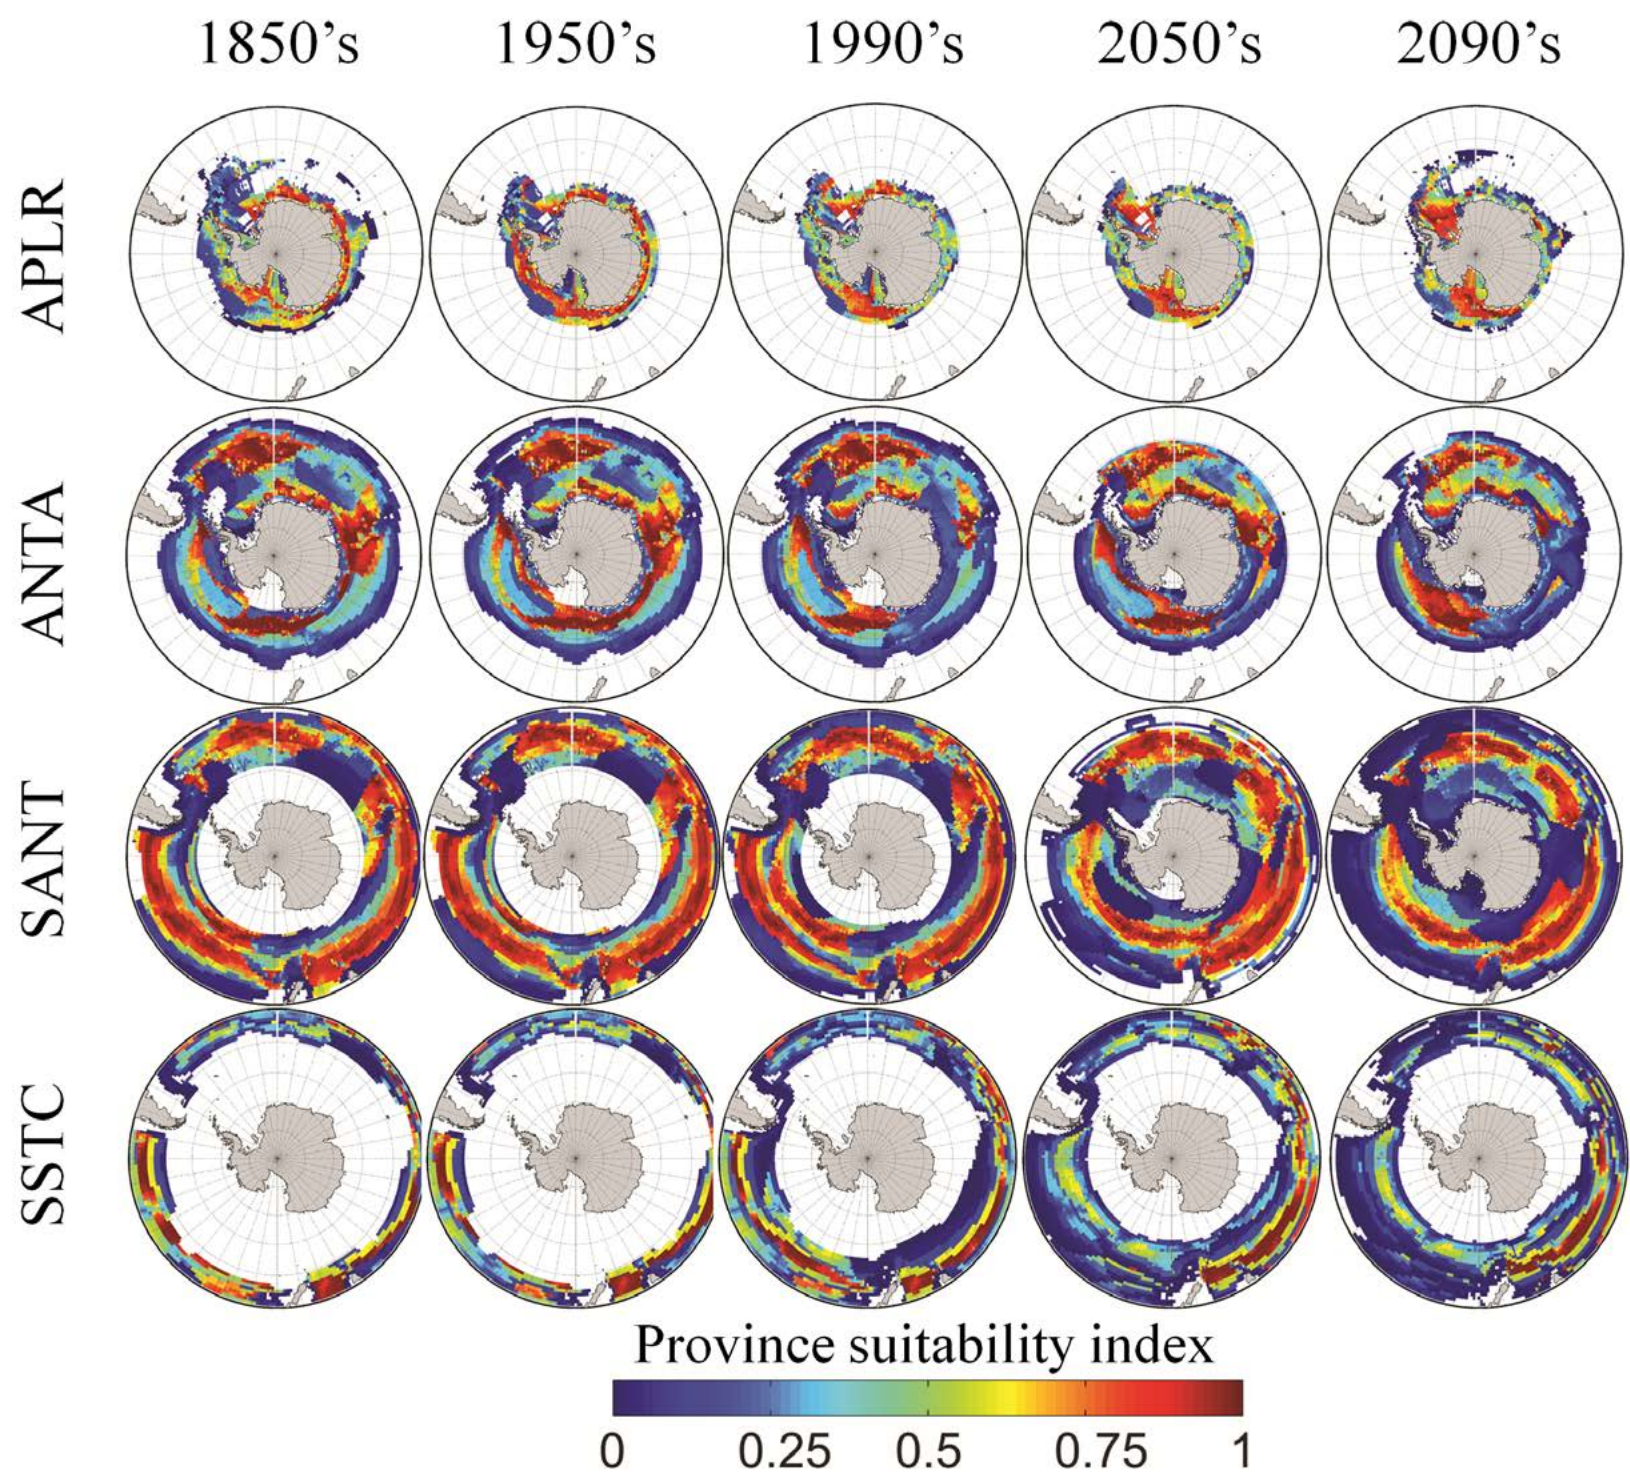 1850’s 1950’s 1990’s 2050’s 2090’s
APLR
ANTA
SANT
SSTC
Province suitability index
0 0.25 0.5 0.75 1